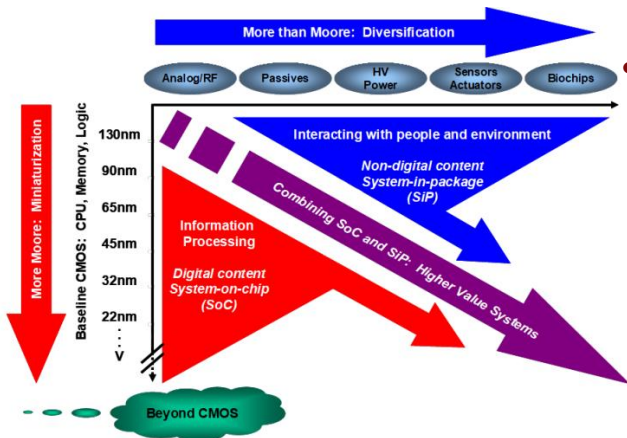 More than Moore: Diversification
Analog/RF
Passives
HV
Power
Sensors
Actuators
Biochips
More Moore: Miniaturization
Baseline CMOS: CPU, Memory, Logic
130nm
90nm
65nm
45nm
32nm
22nm
.
.
.
V
Interacting with people and environment
Non-digital content
System-in-package
(SiP)
Combining SoC and SiP: Higher Value Systems
Information
Processing
Digital content
System-on-chip
(SoC)
Beyond CMOS